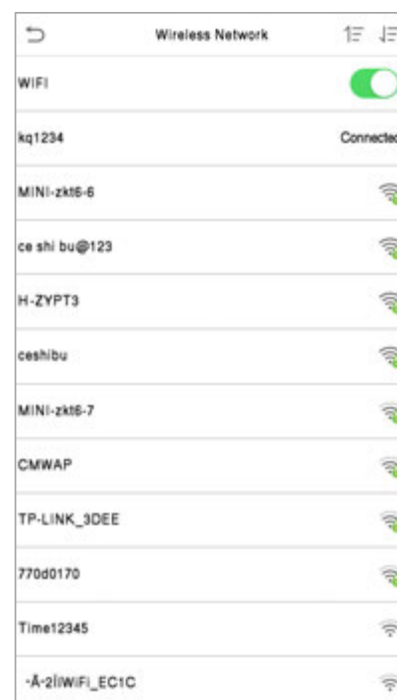 Wireless Network
WIFI
kq1234 Connected
MINI-zkt6-6
ce shi bu@123
H-ZYPT3
ceshibu
MINI-zkt6-7
CMWAP
TP-LINK_3DEE
770d0170
Time12345